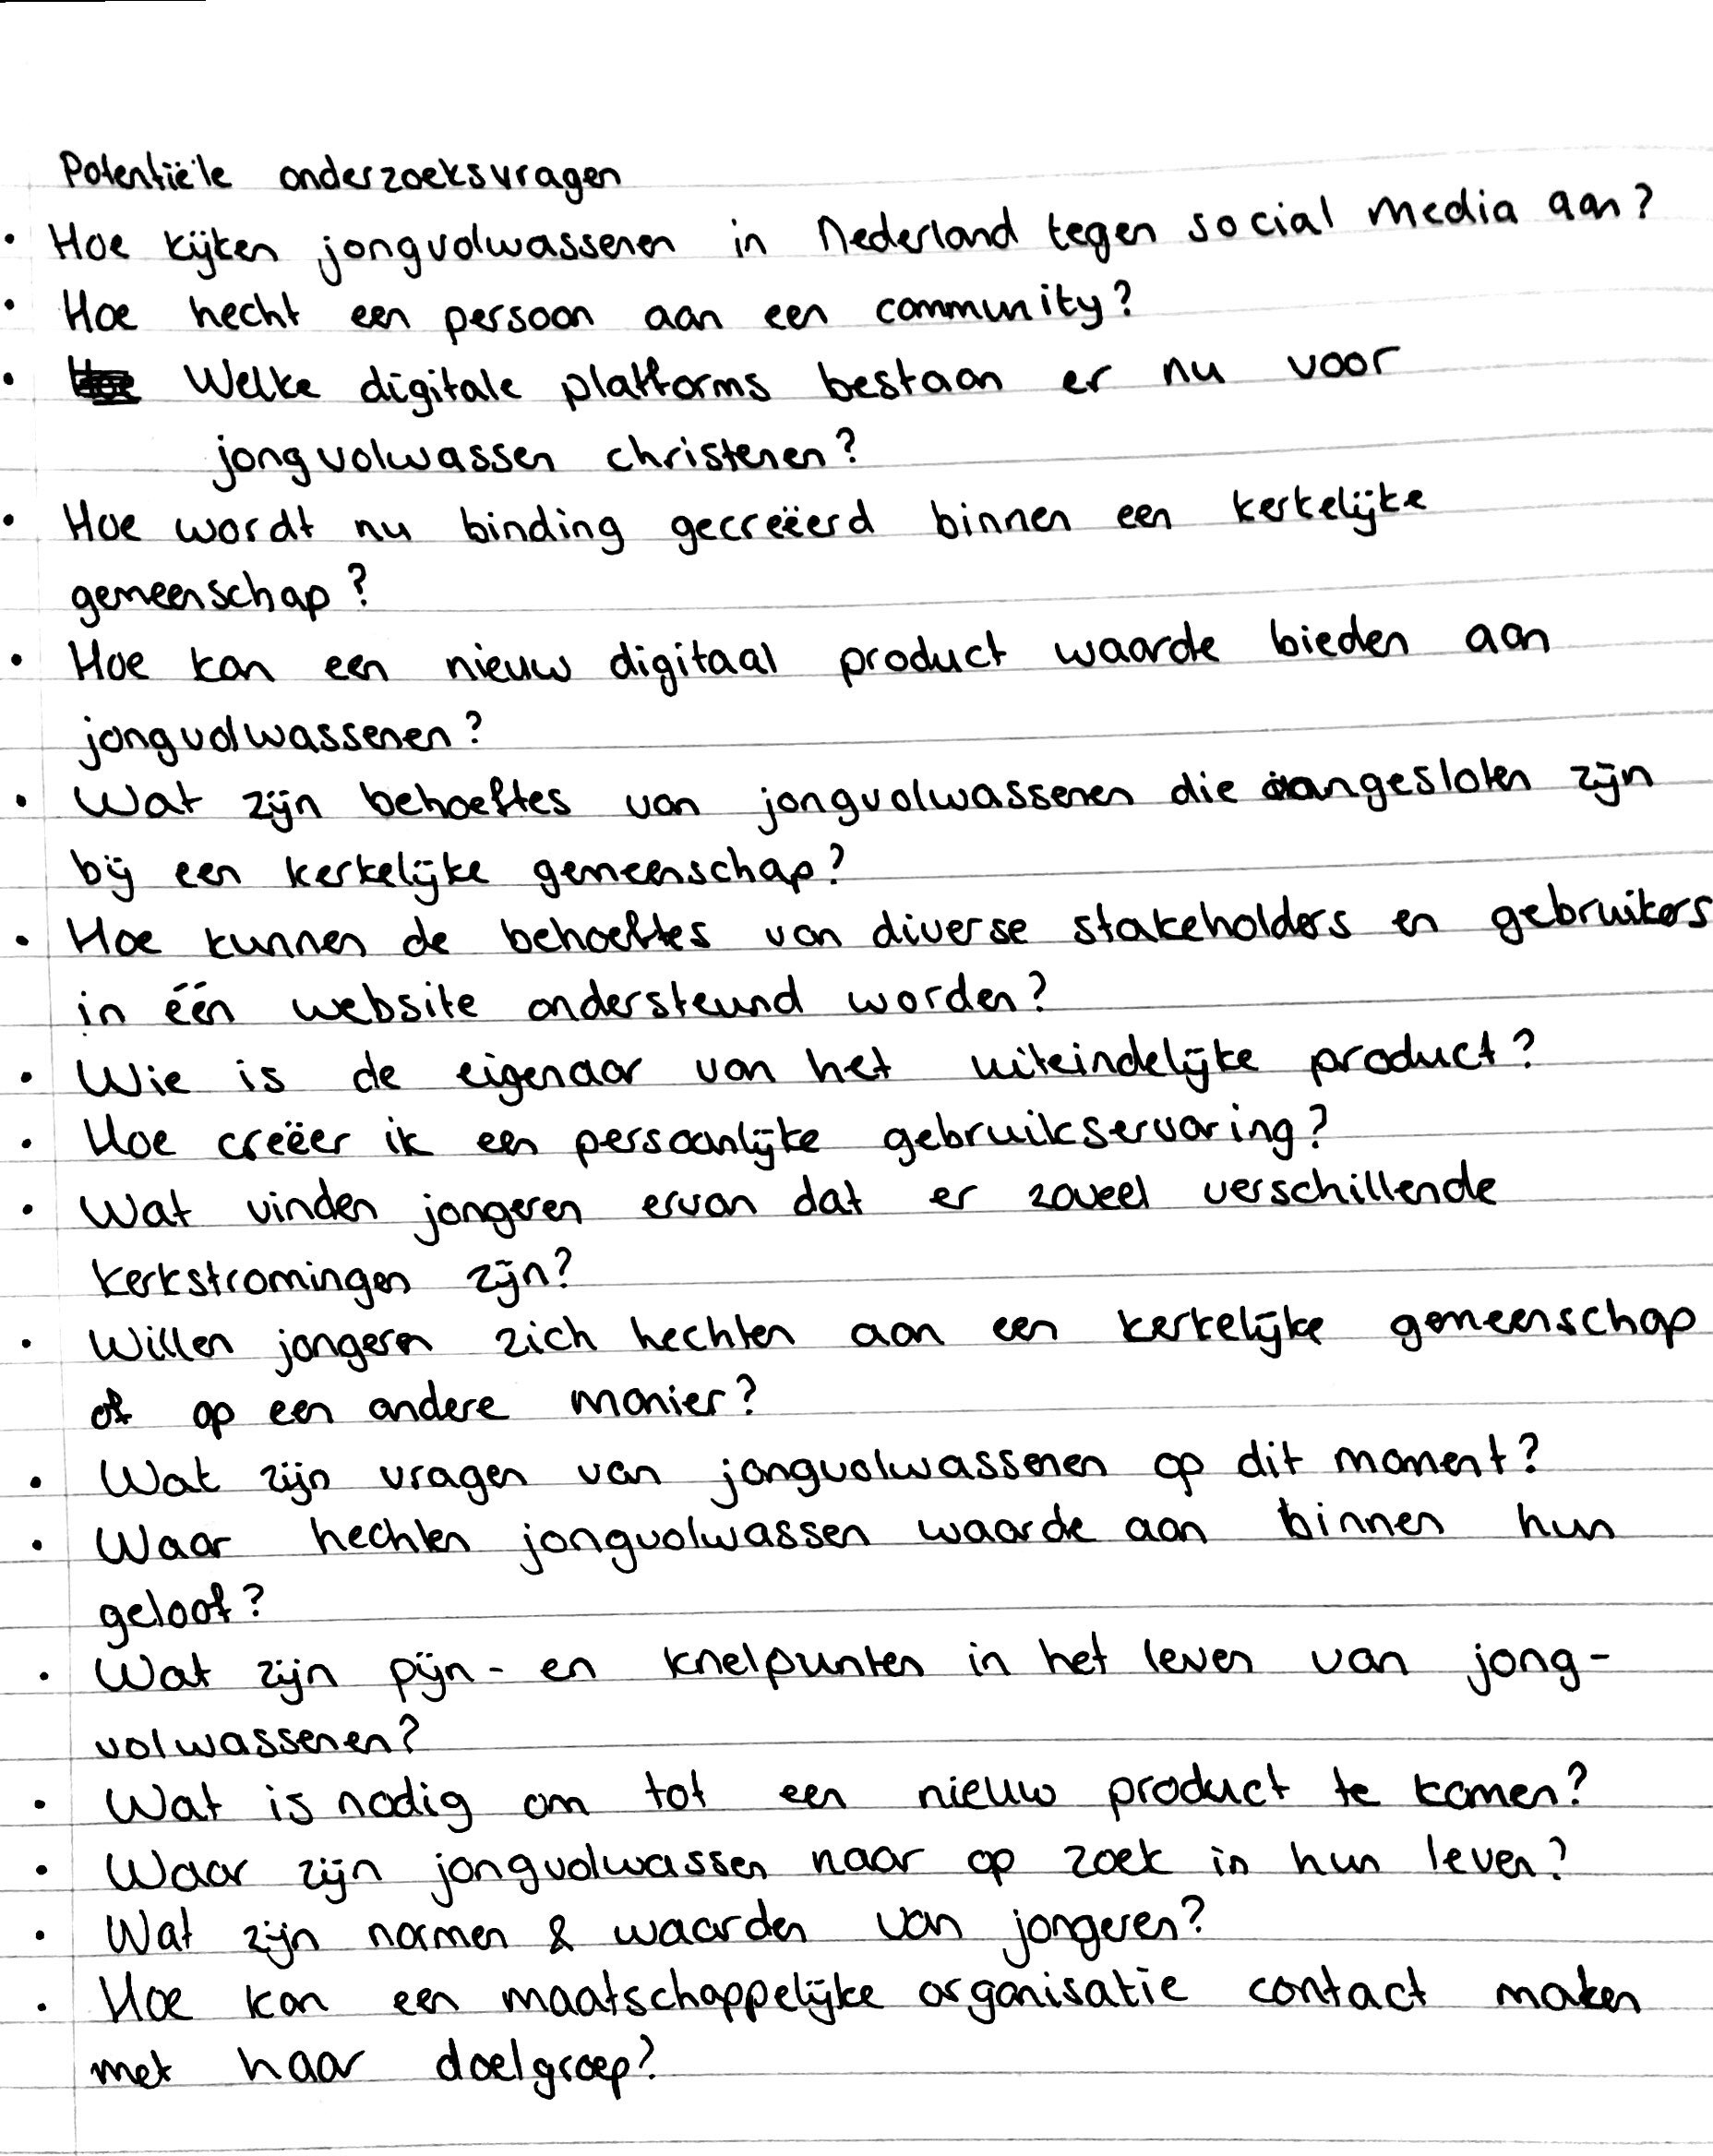 Potentiële onderzoeksvragen
• Hoe kijken jongvolwassenen in Nederland tegen social media aan?
• Hoe hecht een persoon aan een community?
• Welke digitale platforms bestaan er nu voor
jongvolwassen christenen?
• Hoe wordt nu binding gecreëerd binnen een kerkelijke
gemeenschap?
• Hoe kan een nieuw digitaal product waarde bieden aan
jongvolwassenen?
• Wat zijn behoeftes van jongvolwassenen die aangesloten zijn
bij een kerkelijke gemeenschap?
• Hoe kunnen de behoeftes van diverse stakeholders en gebruikers
in één website ondersteund worden?
• Wie is de eigenaar van het uiteindelijke product?
• Hoe creëer ik een persoonlijke gebruikservaring?
• Wat vinden jongeren ervan dat er zoveel verschillende
kerkstromingen zijn?
• Willen jongeren zich hechten aan een kerkelijke gemeenschap
of op een andere manier?
• Wat zijn vragen van jongvolwassenen op dit moment?
• Waar hechten jongvolwassen waarde aan binnen hun
geloof?
• Wat zijn pijn- en knelpunten in het leven van jong-
volwassenen?
• Wat is nodig om tot een nieuw product te komen?
• Waar zijn jongvolwassen naar op zoek in hun leven?
• Wat zijn normen & waarden van jongeren?
• Hoe kan een maatschappelijke organisatie contact maken
met haar doelgroep?